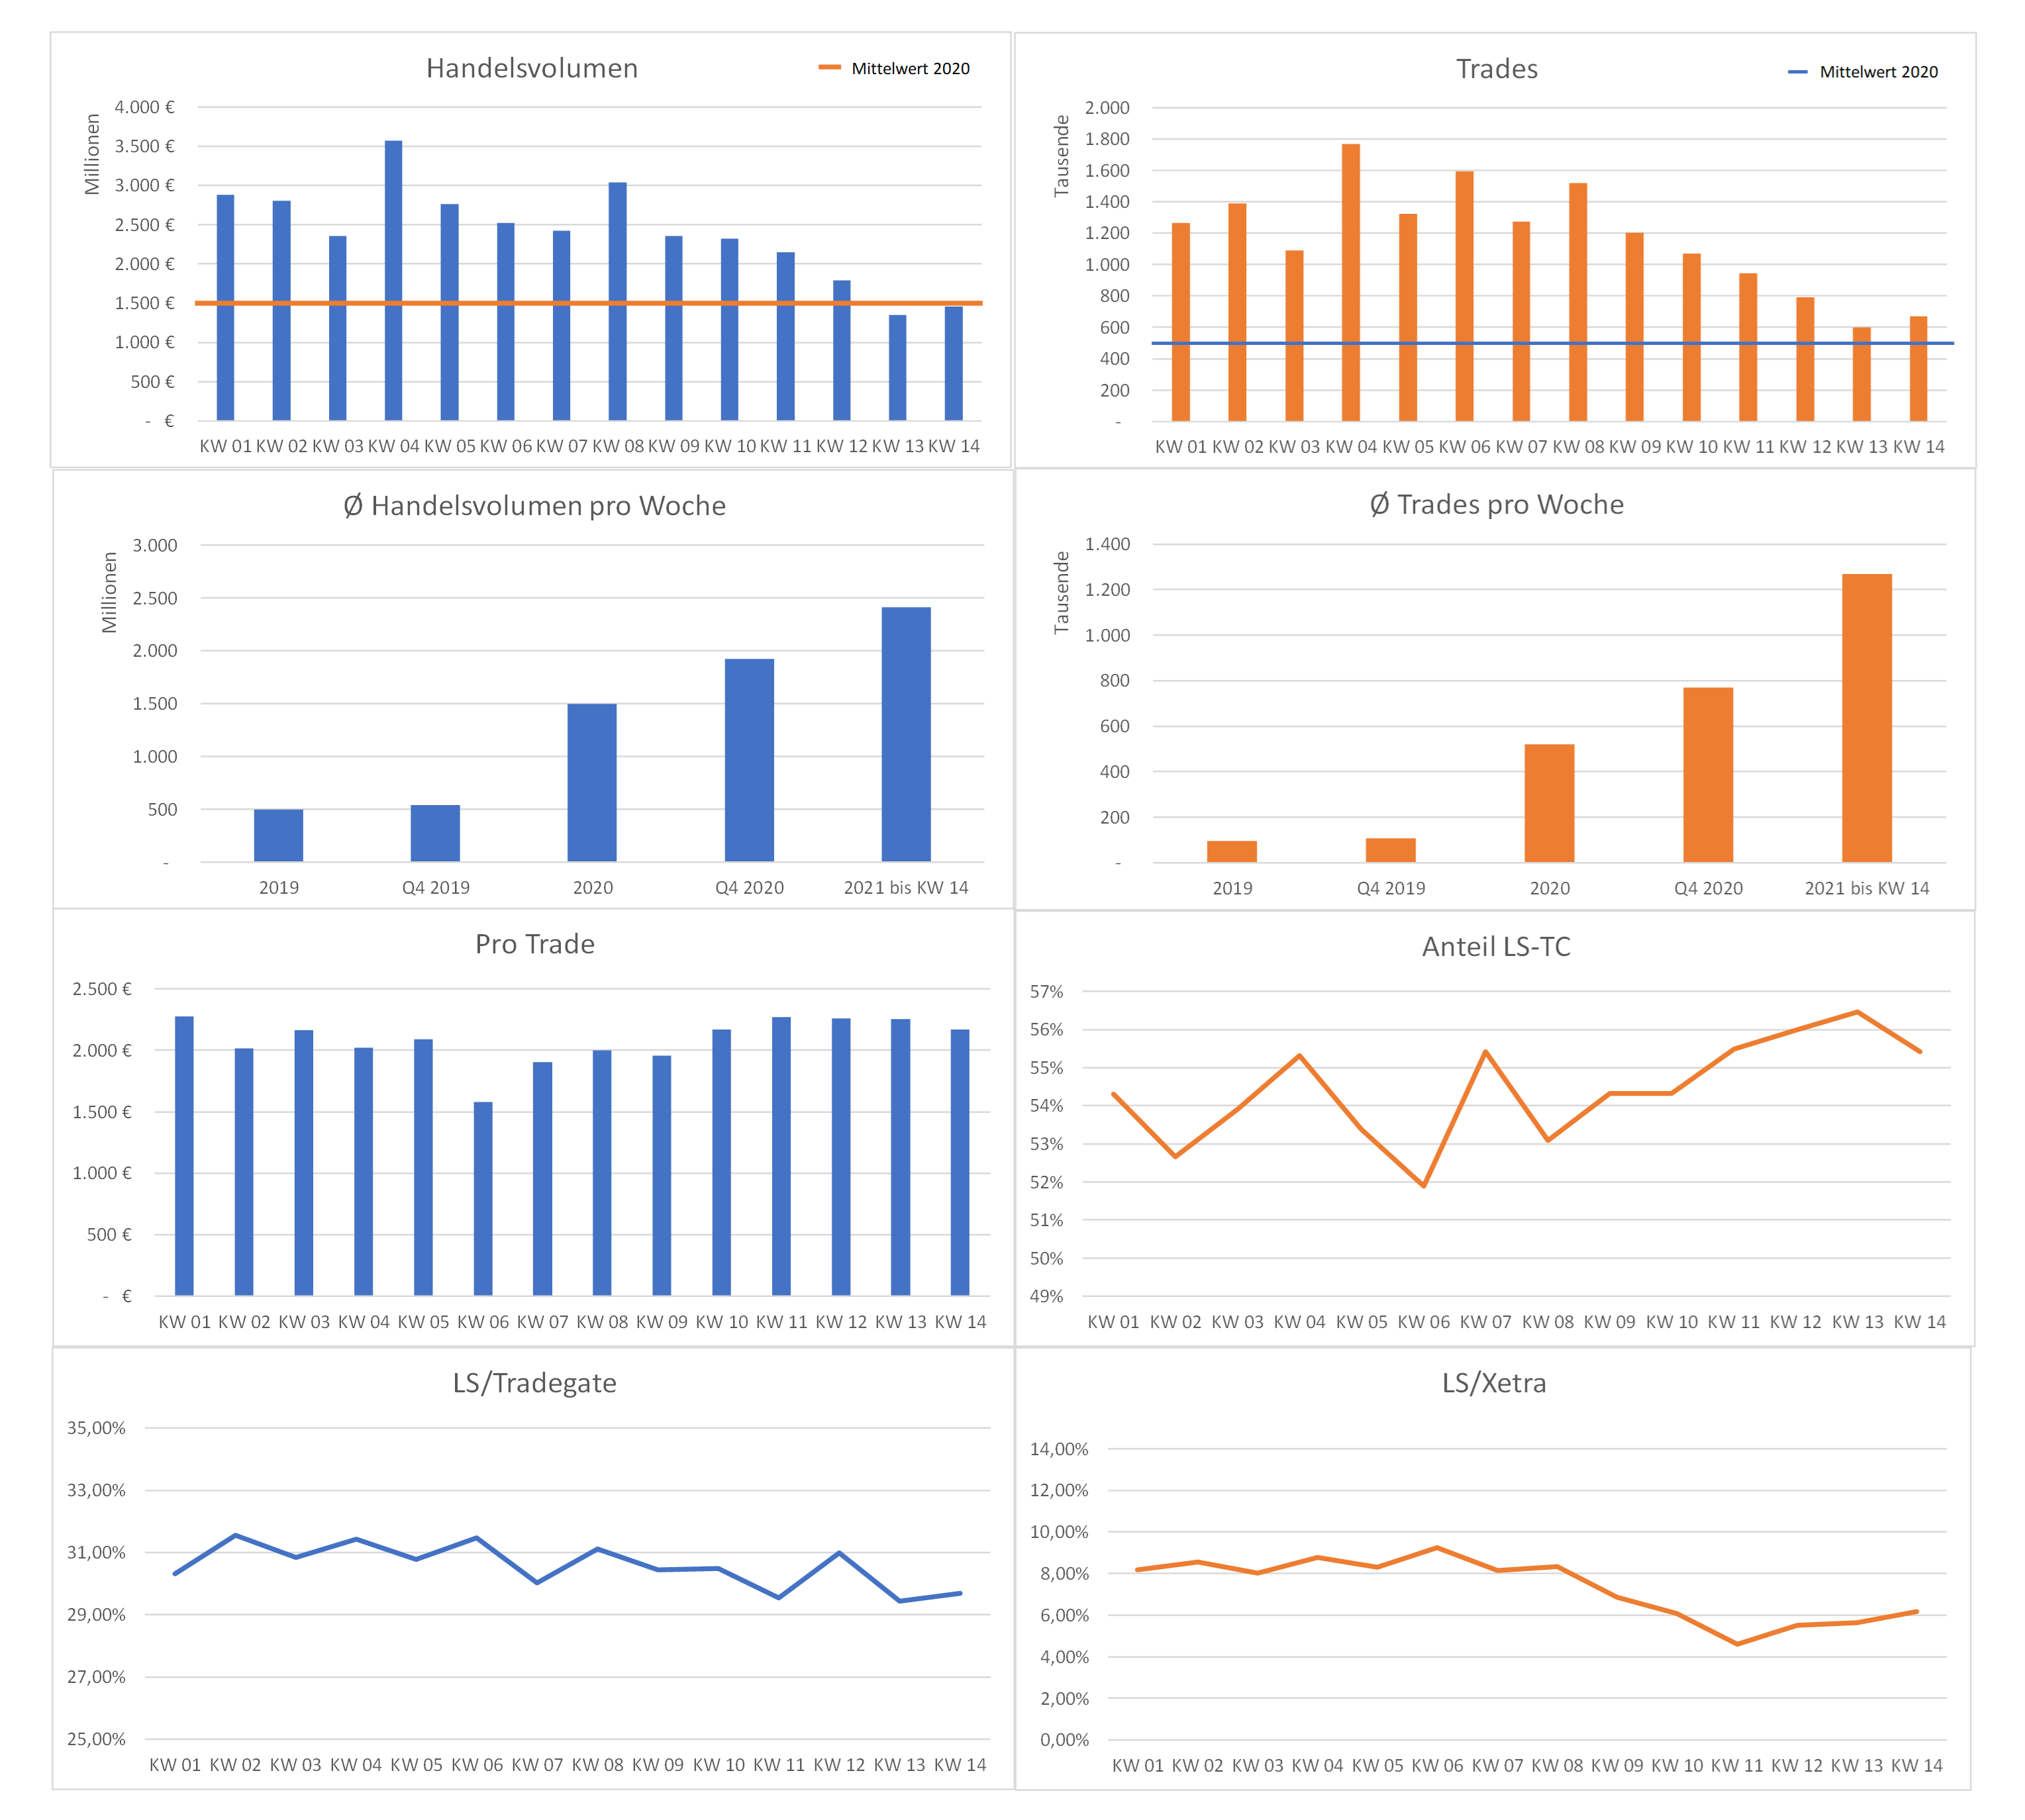 Handelsvolumen
Mittelwert 2020
Millionen
4.000 €
3.500 €
3.000 €
2.500 €
2.000 €
1.500 €
1.000 €
500 €
- €
KW 01 KW 02 KW 03 KW 04 KW 05 KW 06 KW 07 KW 08 KW 09 KW 10 KW 11 KW 12 KW 13 KW 14
Trades
Mittelwert 2020
Tausende
2.000
1.800
1.600
1.400
1.200
1.000
800
600
400
200
-
KW 01 KW 02 KW 03 KW 04 KW 05 KW 06 KW 07 KW 08 KW 09 KW 10 KW 11 KW 12 KW 13 KW 14
Ø Handelsvolumen pro Woche
Millionen
3.000
2.500
2.000
1.500
1.000
500
-
2019 Q4 2019 2020 Q4 2020 2021 bis KW 14
Ø Trades pro Woche
Tausende
1.400
1.200
1.000
800
600
400
200
-
2019 Q4 2019 2020 Q4 2020 2021 bis KW 14
Pro Trade
2.500 €
2.000 €
1.500 €
1.000 €
500 €
- €
KW 01 KW 02 KW 03 KW 04 KW 05 KW 06 KW 07 KW 08 KW 09 KW 10 KW 11 KW 12 KW 13 KW 14
Anteil LS-TC
57%
56%
55%
54%
53%
52%
51%
50%
49%
KW 01 KW 02 KW 03 KW 04 KW 05 KW 06 KW 07 KW 08 KW 09 KW 10 KW 11 KW 12 KW 13 KW 14
LS/Tradegate
35,00%
33,00%
31,00%
29,00%
27,00%
25,00%
KW 01 KW 02 KW 03 KW 04 KW 05 KW 06 KW 07 KW 08 KW 09 KW 10 KW 11 KW 12 KW 13 KW 14
LS/Xetra
14,00%
12,00%
10,00%
8,00%
6,00%
4,00%
2,00%
0,00%
KW 01 KW 02 KW 03 KW 04 KW 05 KW 06 KW 07 KW 08 KW 09 KW 10 KW 11 KW 12 KW 13 KW 14